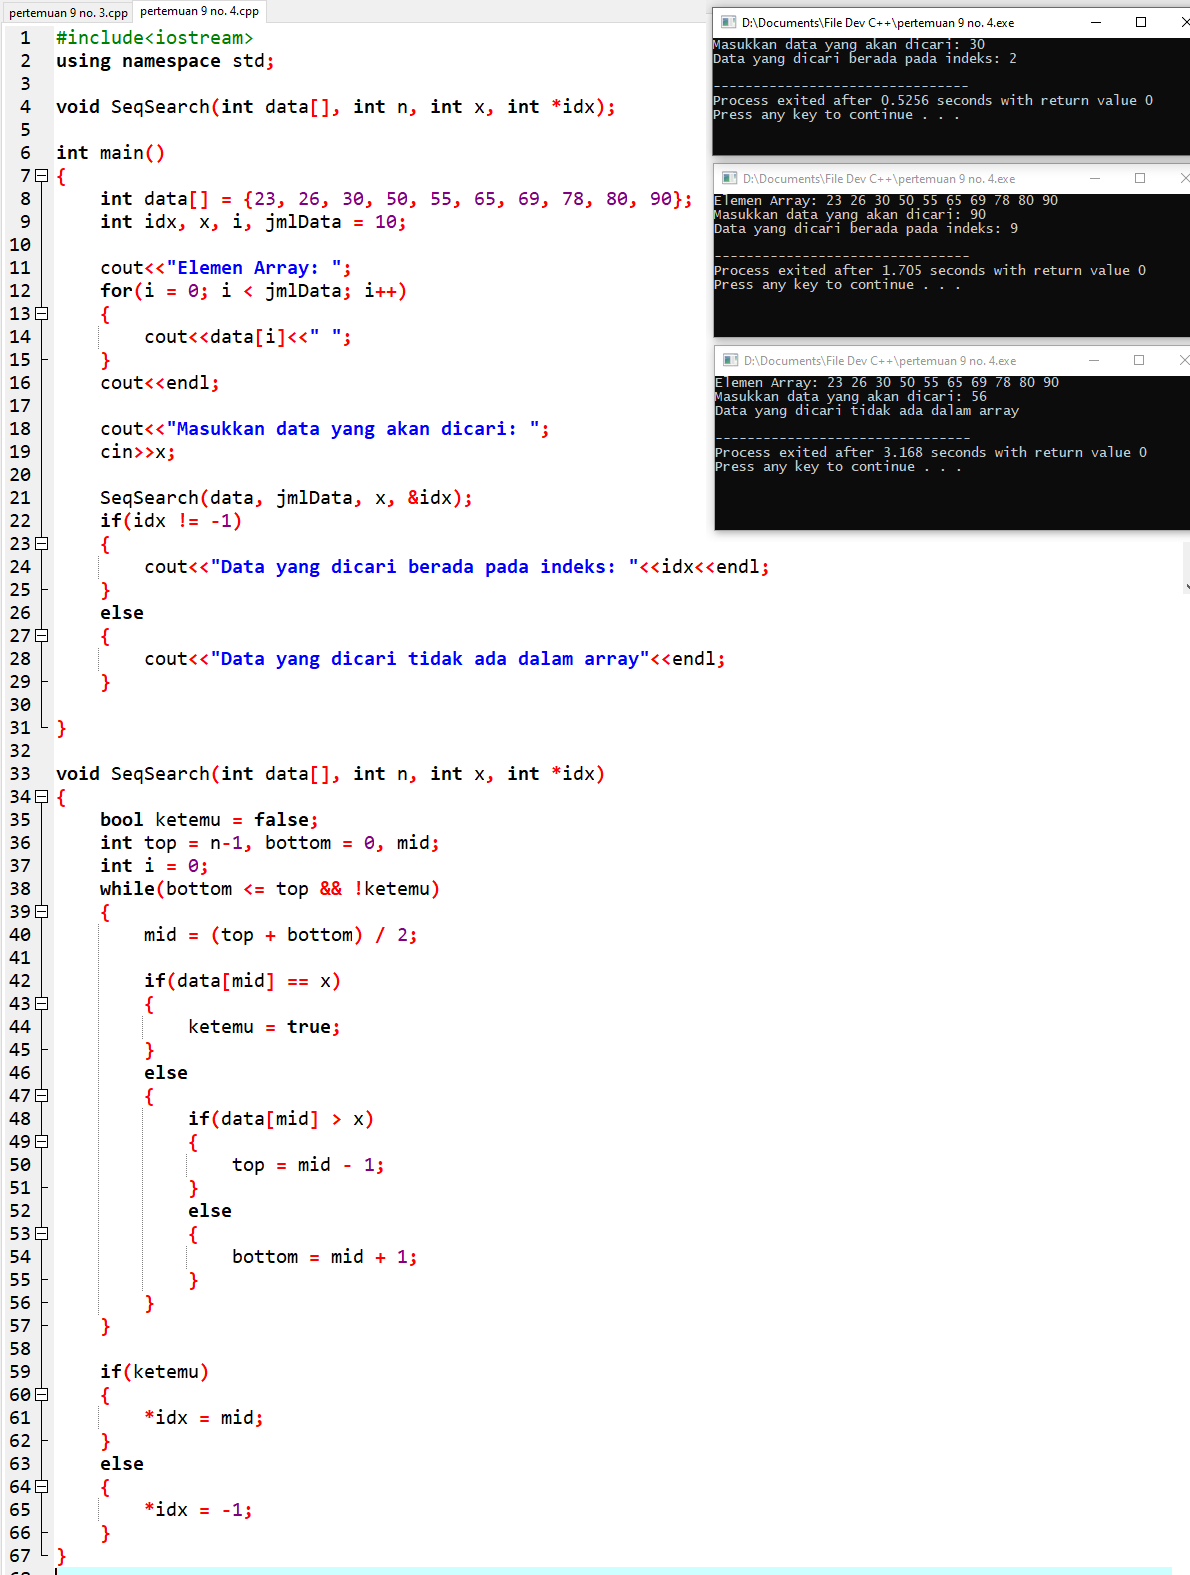 pertemuan 9 no. 3.cpp pertemuan 9 no. 4.cpp
1 #include<iostream>
2 using namespace std;
3
4 void SeqSearch(int data[], int n, int x, int *idx);
5
6 int main()
7 {
8 int data[] = {23, 26, 30, 50, 55, 65, 69, 78, 80, 90};
9 int idx, x, i, jmlData = 10;
10
11 cout<<"Elemen Array: ";
12 for(i = 0; i < jmlData; i++)
13 {
14 cout<<data[i]<<" ";
15 }
16 cout<<endl;
17
18 cout<<"Masukkan data yang akan dicari: ";
19 cin>>x;
20
21 SeqSearch(data, jmlData, x, &idx);
22 if(idx != -1)
23 {
24 cout<<"Data yang dicari berada pada indeks: "<<idx<<endl;
25 }
26 else
27 {
28 cout<<"Data yang dicari tidak ada dalam array"<<endl;
29 }
30
31 }
32
33 void SeqSearch(int data[], int n, int x, int *idx)
34 {
35 bool ketemu = false;
36 int top = n-1, bottom = 0, mid;
37 int i = 0;
38 while(bottom <= top && !ketemu)
39 {
40 mid = (top + bottom) / 2;
41
42 if(data[mid] == x)
43 {
44 ketemu = true;
45 }
46 else
47 {
48 if(data[mid] > x)
49 {
50 top = mid - 1;
51 }
52 else
53 {
54 bottom = mid + 1;
55 }
56 }
57 }
58
59 if(ketemu)
60 {
61 *idx = mid;
62 }
63 else
64 {
65 *idx = -1;
66 }
67 }
D:\Documents\File Dev C++\pertemuan 9 no. 4.exe
Masukkan data yang akan dicari: 30
Data yang dicari berada pada indeks: 2
--------------------------------
Process exited after 0.5256 seconds with return value 0
Press any key to continue . . .
D:\Documents\File Dev C++\pertemuan 9 no. 4.exe
Elemen Array: 23 26 30 50 55 65 69 78 80 90
Masukkan data yang akan dicari: 90
Data yang dicari berada pada indeks: 9
--------------------------------
Process exited after 1.705 seconds with return value 0
Press any key to continue . . .
D:\Documents\File Dev C++\pertemuan 9 no. 4.exe
Elemen Array: 23 26 30 50 55 65 69 78 80 90
Masukkan data yang akan dicari: 56
Data yang dicari tidak ada dalam array
--------------------------------
Process exited after 3.168 seconds with return value 0
Press any key to continue . . .